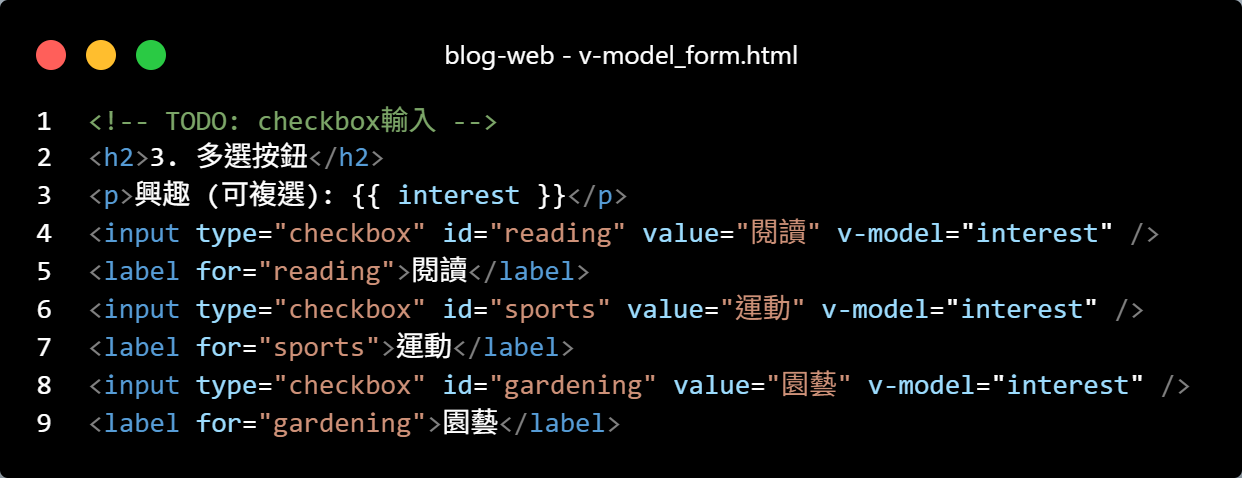 blog-web - v-model_form.html
1 <!-- TODO: checkbox輸入 -->
2 <h2>3. 多選按鈕</h2>
3 <p>興趣 (可複選): {{ interest }}</p>
4 <input type="checkbox" id="reading" value="閱讀" v-model="interest" />
5 <label for="reading">閱讀</label>
6 <input type="checkbox" id="sports" value="運動" v-model="interest" />
7 <label for="sports">運動</label>
8 <input type="checkbox" id="gardening" value="園藝" v-model="interest" />
9 <label for="gardening">園藝</label>